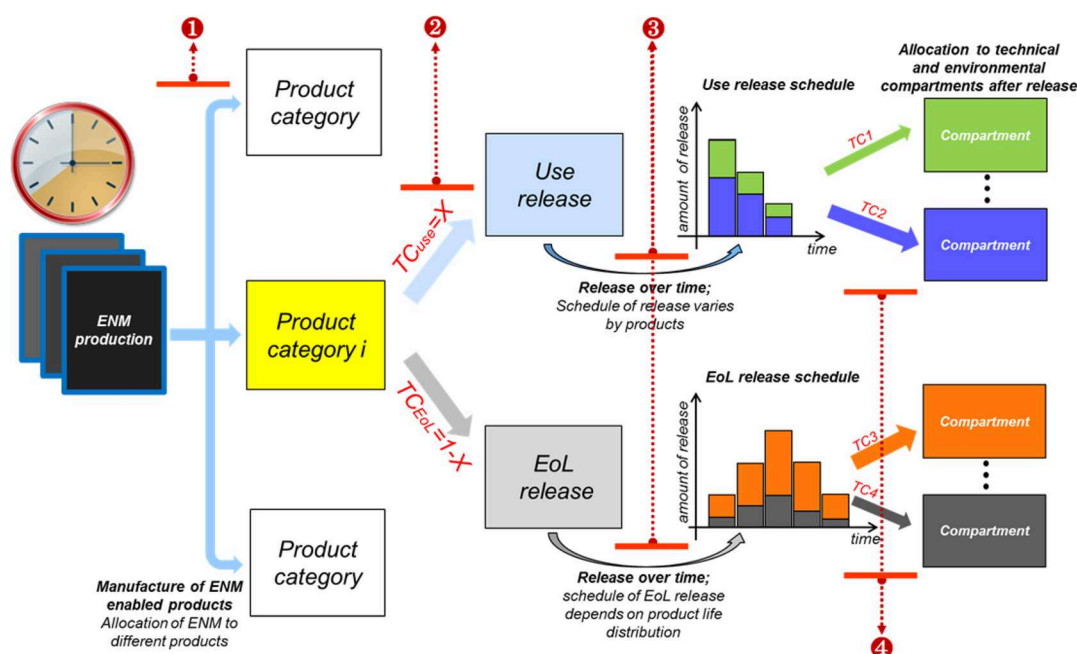 1
2
3
4
Product
category
ENM
production
Product
category i
Product
category
Manufacture of ENM
enabled products
Allocation of ENM to
different products
TCuse=X
TCEoL=1-X
Use
release
Release over time;
Schedule of release varies
by products
EoL
release
Release over time;
schedule of EoL release
depends on product life
distribution
Use release schedule
amount of release
time
EoL release schedule
amount of release
time
Allocation to technical
and environmental
compartments after release
TC1
Compartment
TC2
Compartment
TC3
Compartment
TC4
Compartment